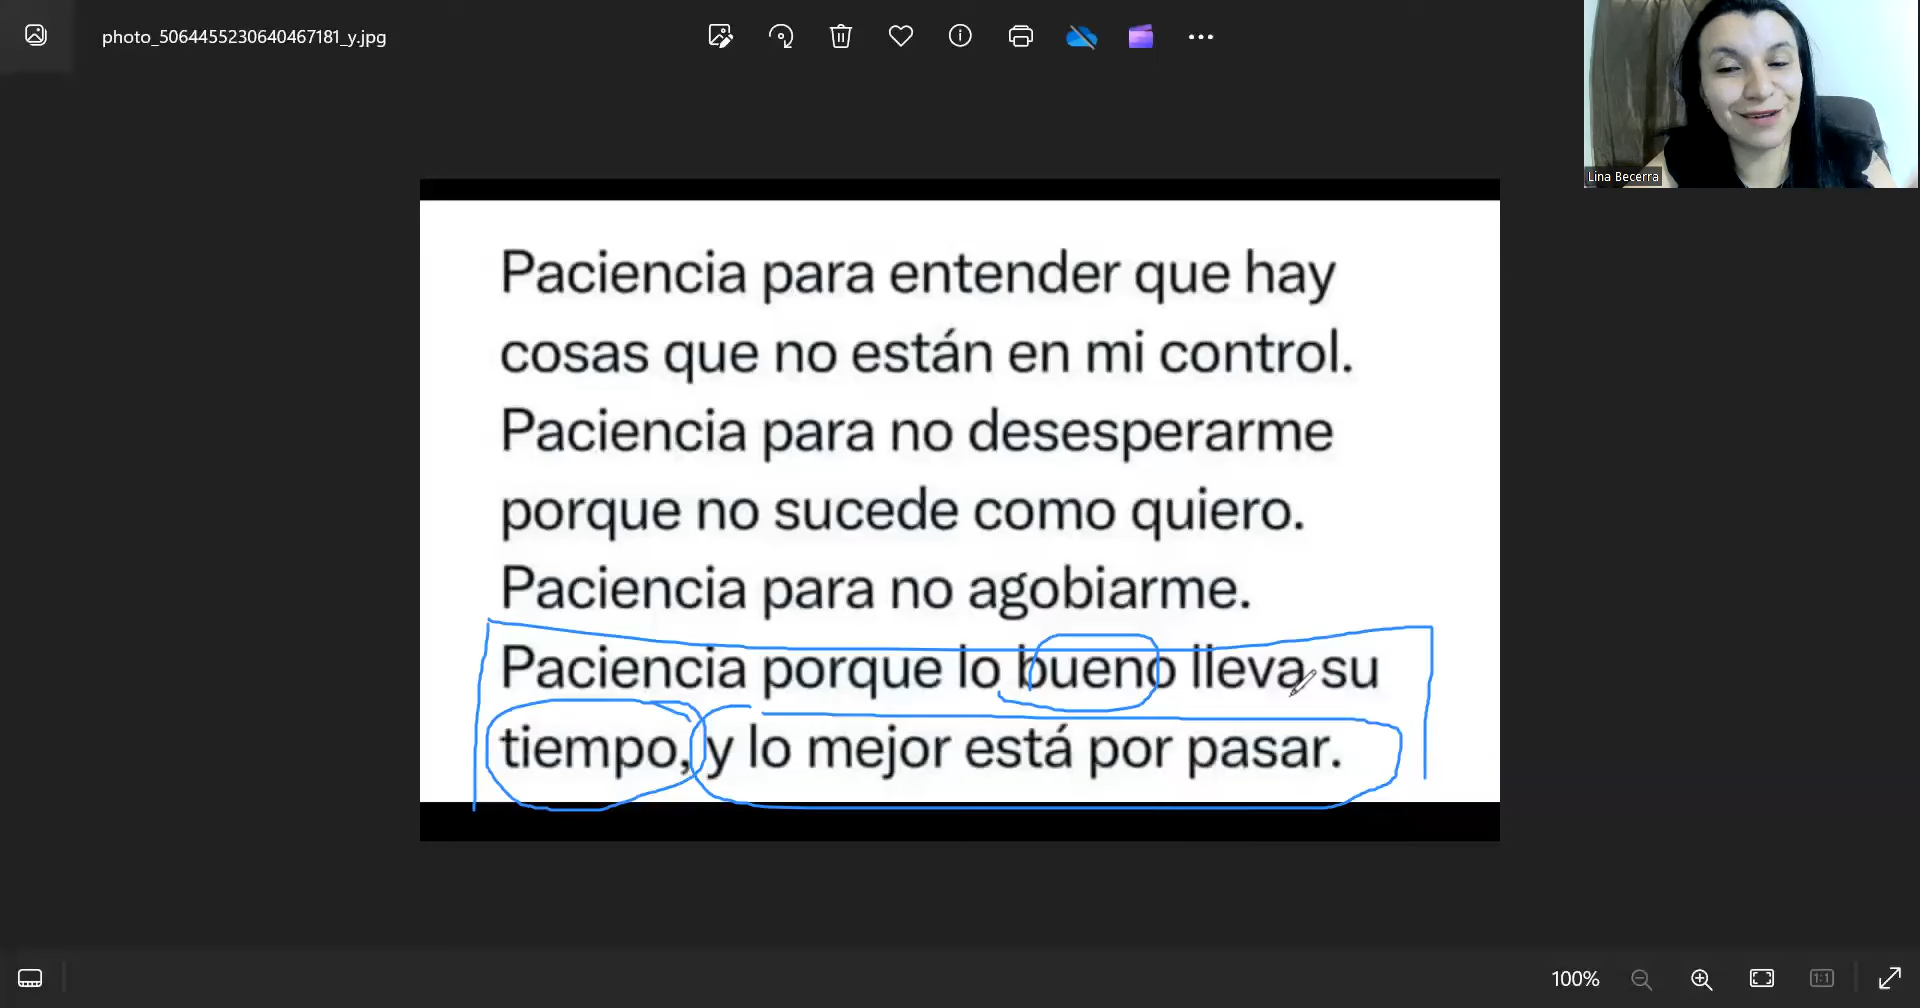 photo_5064455230640467181_y.jpg
Lina Becerra
Paciencia para entender que hay
cosas que no están en mi control.
Paciencia para no desesperarme
porque no sucede como quiero.
Paciencia para no agobiarme.
Paciencia porque lo bueno lleva su
tiempo, y lo mejor está por pasar.
100%
1:1